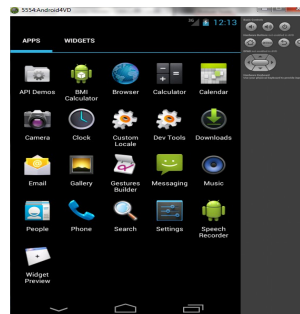 5554:Android4VD
3G 12:13
APPS WIDGETS
API Demos BMI Calculator Browser Calculator Calendar
Camera Clock Custom Locale Dev Tools Downloads
Email Gallery Gestures Builder Messaging Music
People Phone Search Settings Speech Recorder
Widget Preview